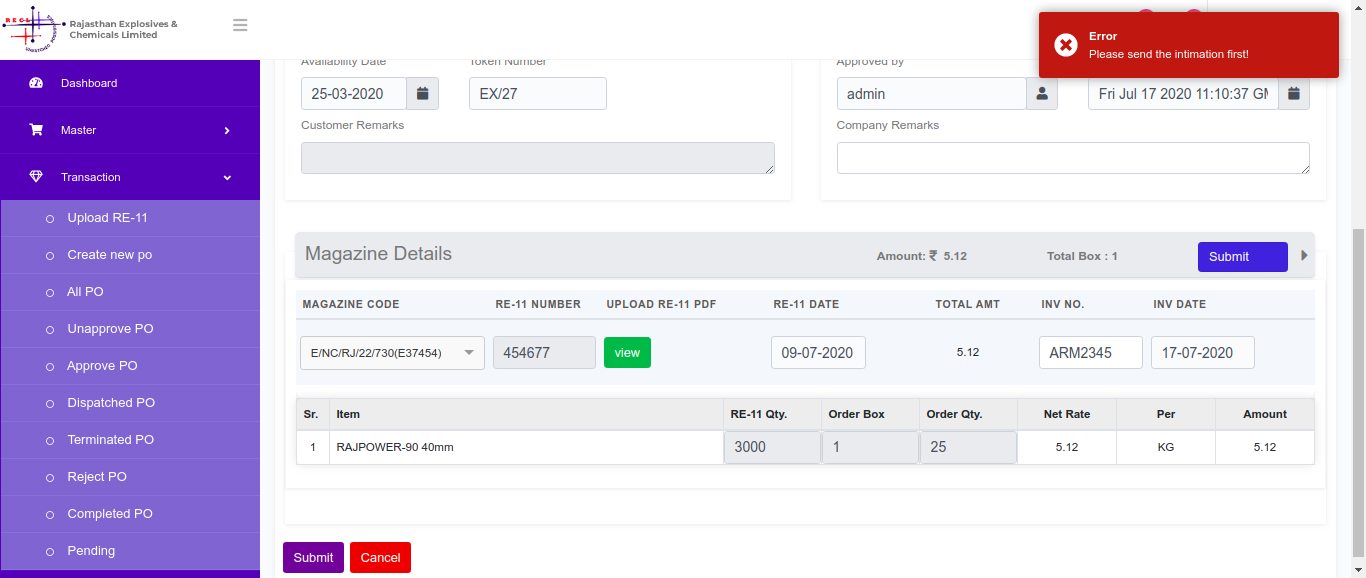 RECL
Rajasthan Explosives &
Chemicals Limited
Error
Please send the intimation first!
Dashboard
Master
Transaction
Upload RE-11
Create new po
All PO
Unapprove PO
Approve PO
Dispatched PO
Terminated PO
Reject PO
Completed PO
Pending
Availability Date Token Number
25-03-2020 EX/27
Customer Remarks
Approved by
admin Fri Jul 17 2020 11:10:37 GM
Company Remarks
Magazine Details Amount: ₹ 5.12 Total Box : 1 Submit
MAGAZINE CODE RE-11 NUMBER UPLOAD RE-11 PDF RE-11 DATE TOTAL AMT INV NO. INV DATE
E/NC/RJ/22/730(E37454) 454677 view 09-07-2020 5.12 ARM2345 17-07-2020
Sr. Item RE-11 Qty. Order Box Order Qty. Net Rate Per Amount
1 RAJPOWER-90 40mm 3000 1 25 5.12 KG 5.12
Submit Cancel